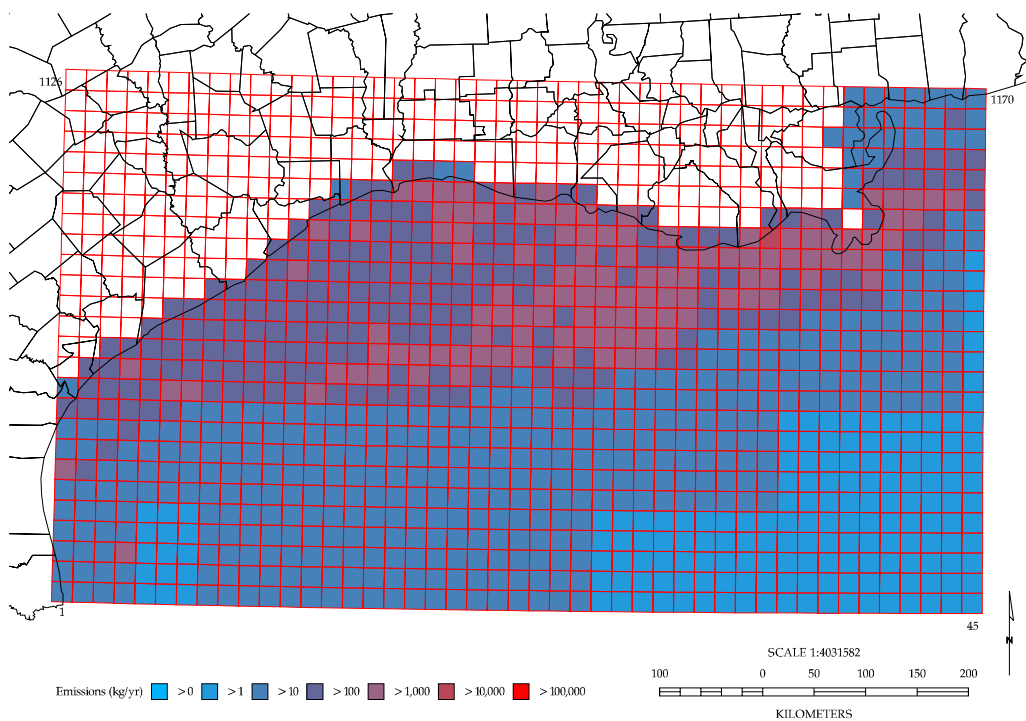 1126
1170
1
45
N
SCALE 1:4031582
Emissions (kg/yr) > 0 > 1 > 10 > 100 > 1,000 > 10,000 > 100,000
100 0 50 100 150 200
KILOMETERS